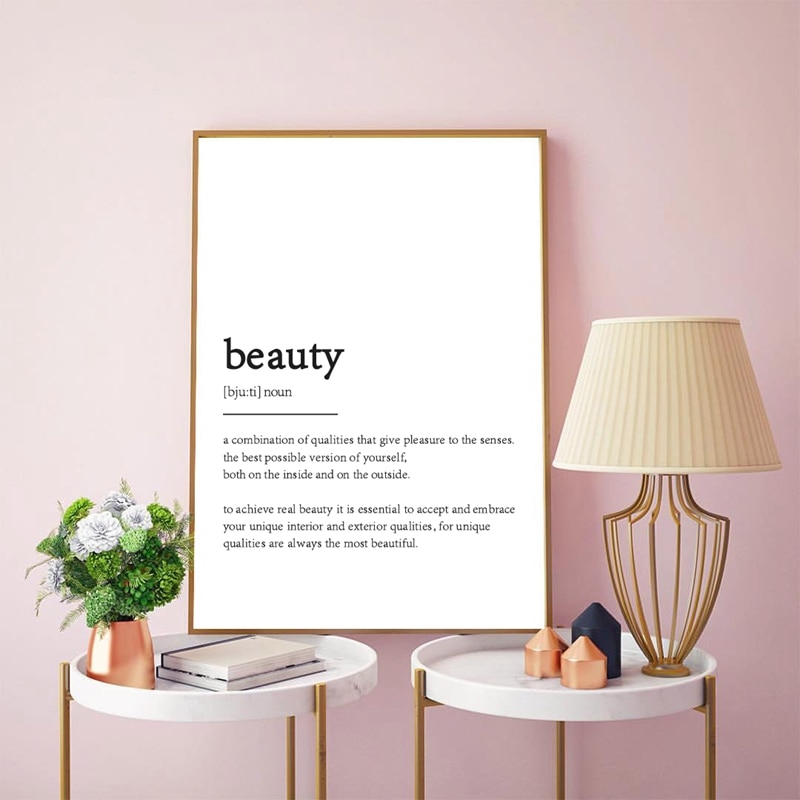 beauty
[bju:ti] noun
a combination of qualities that give pleasure to the senses.
the best possible version of yourself,
both on the inside and on the outside.
to achieve real beauty it is essential to accept and embrace
your unique interior and exterior qualities, for unique
qualities are always the most beautiful.